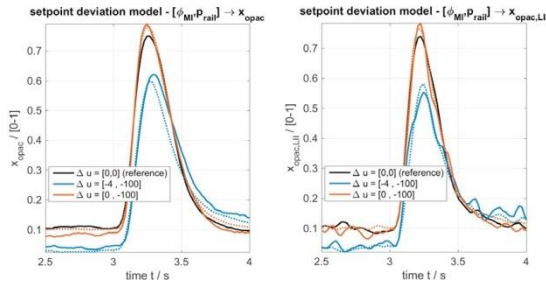 setpoint deviation model - [ϕMI,prail] → xopac
xopac / [0-1]
0.7
0.6
0.5
0.4
0.3
0.2
0.1
Δ u = [0,0] (reference)
Δ u = [-4 , -100]
Δ u = [0 , -100]
2.5 3 3.5 4
time t / s
setpoint deviation model - [ϕMI,prail] → xopac,LII
xopac,LII / [0-1]
0.7
0.6
0.5
0.4
0.3
0.2
0.1
Δ u = [0,0] (reference)
Δ u = [-4 , -100]
Δ u = [0 , -100]
2.5 3 3.5 4
time t / s